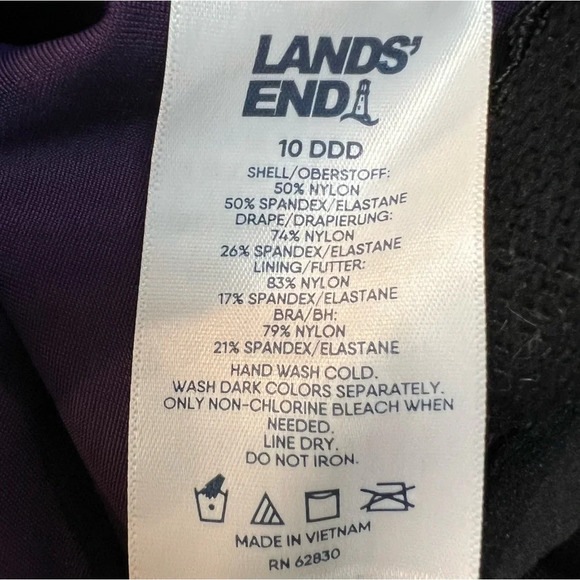 LANDS'
END
10 DDD
SHELL/OBERSTOFF:
50% NYLON
50% SPANDEX/ELASTANE
DRAPE/DRAPIERUNG:
74% NYLON
26% SPANDEX/ELASTANE
LINING/FUTTER:
83% NYLON
17% SPANDEX/ELASTANE
BRA/BH:
79% NYLON
21% SPANDEX/ELASTANE
HAND WASH COLD.
WASH DARK COLORS SEPARATELY.
ONLY NON-CHLORINE BLEACH WHEN
NEEDED.
LINE DRY.
DO NOT IRON.
MADE IN VIETNAM
RN 62830